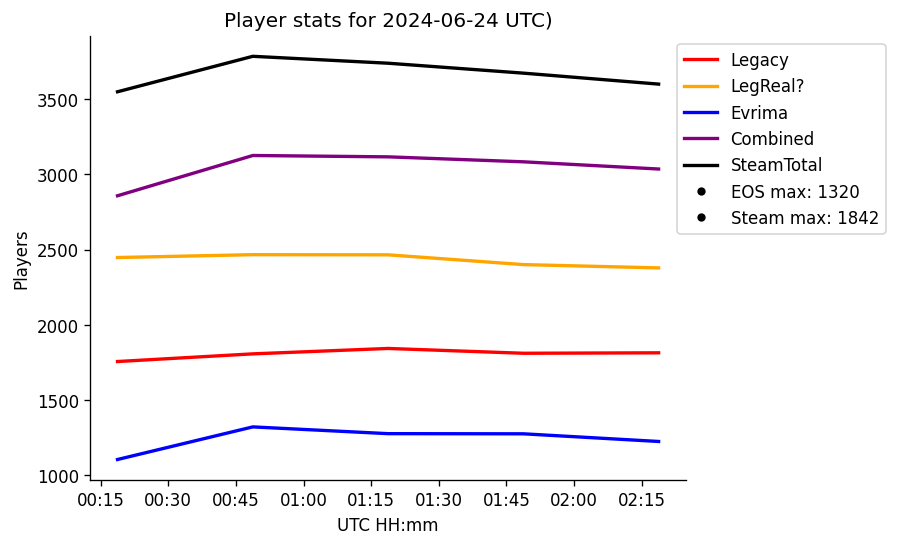 Player stats for 2024-06-24 UTC)
Legacy
LegReal?
Evrima
Combined
SteamTotal
EOS max: 1320
Steam max: 1842
Players
3500
3000
2500
2000
1500
1000
00:15 00:30 00:45 01:00 01:15 01:30 01:45 02:00 02:15
UTC HH:mm